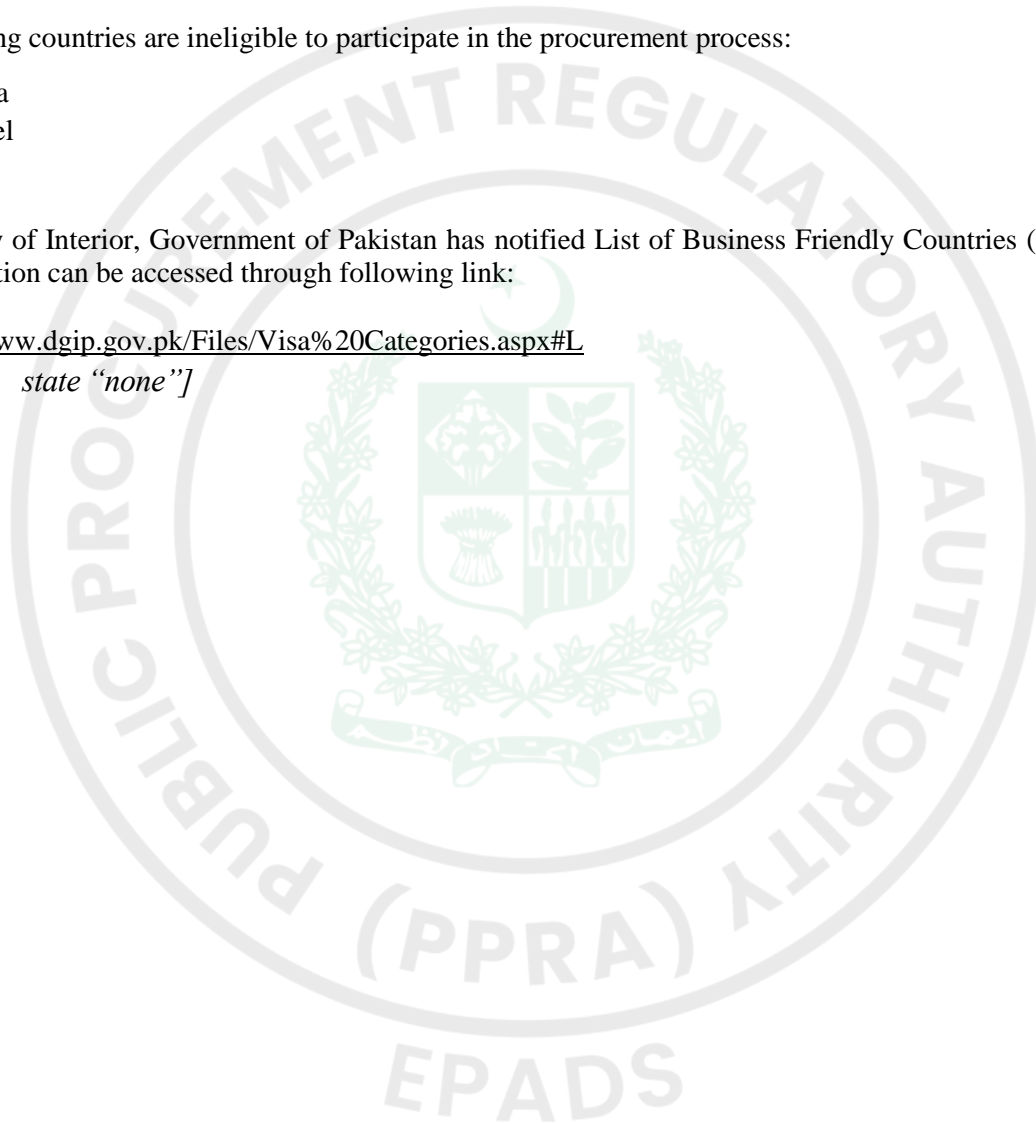 ng countries are ineligible to participate in the procurement process:
a
el
y of Interior, Government of Pakistan has notified List of Business Friendly Countries (
tion can be accessed through following link:
ww.dgip.gov.pk/Files/Visa%20Categories.aspx#L
state “none”]
PUBLIC PROCUREMENT REGULATORY AUTHORITY
(PPRA)
EPADS